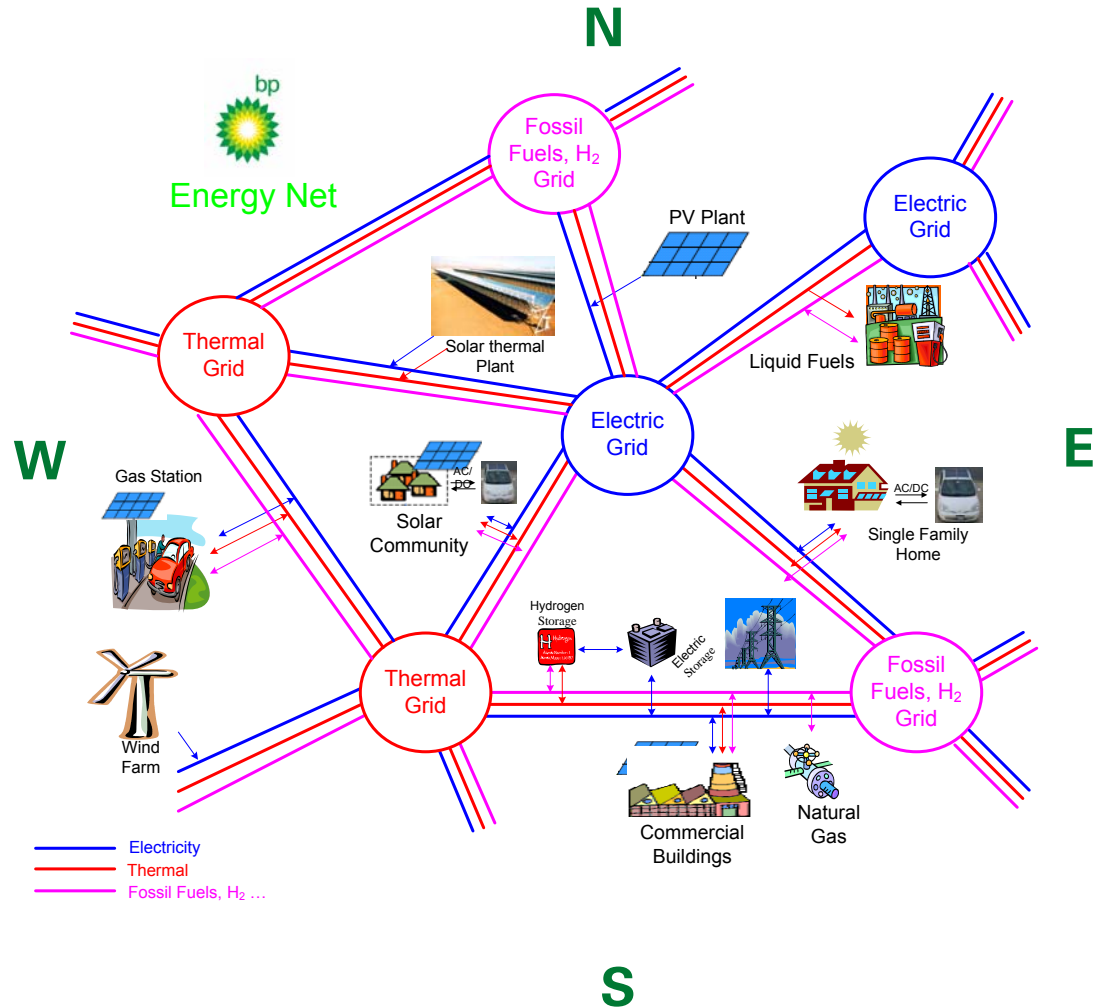 N
bp
Energy Net
Fossil
Fuels, H₂
Grid
Electric
Grid
PV Plant
Solar thermal
Plant
Thermal
Grid
Liquid Fuels
Electric
Grid
W
E
Gas Station
AC/
DC
Solar
Community
AC/DC
Single Family
Home
Hydrogen
Storage
H Hydrogen
Electric
Storage
Thermal
Grid
Fossil
Fuels, H₂
Grid
Wind
Farm
Commercial
Buildings
Natural
Gas
Electricity
Thermal
Fossil Fuels, H₂ ...
S